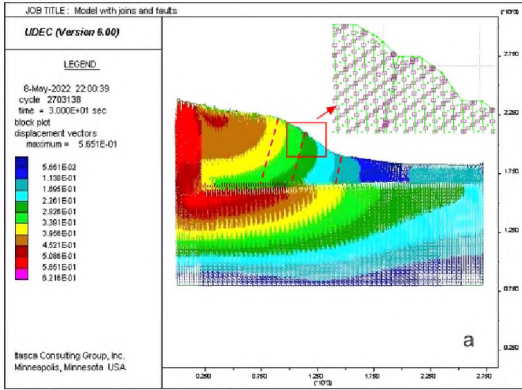 JOB TITLE : Model with joins and faults
(*10^3)
UDEC (Version 6.00)
LEGEND
8-May-2022 22:00:39
cycle 2703138
time = 3.000E+01 sec
block plot
displacement vectors
maximum = 5.651E-01
5.651E-02
1.130E-01
1.695E-01
2.261E-01
2.826E-01
3.391E-01
3.956E-01
4.521E-01
5.086E-01
5.651E-01
6.216E-01
Itasca Consulting Group, Inc.
Minneapolis, Minnesota USA
2.750
2.250
1.750
1.250
0.750
0.250
a
0.250
0.750
1.250
1.750
2.250
2.750
(*10^3)